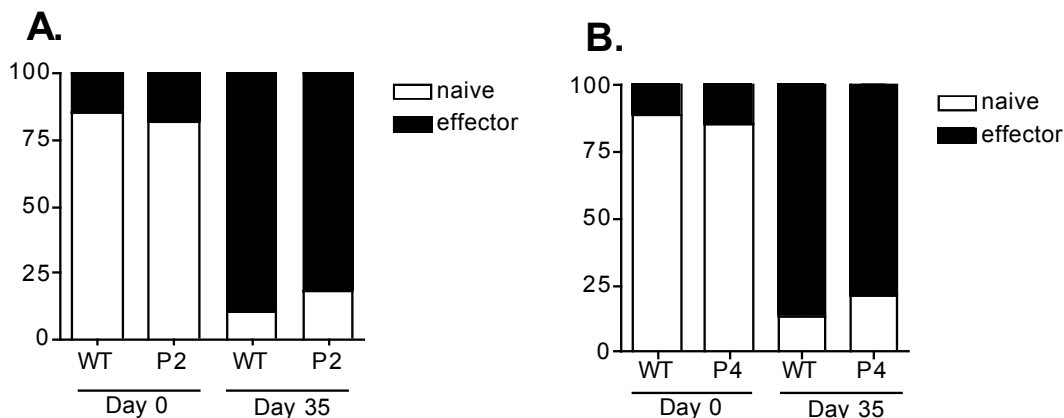 A.
100
75
50
25
0
naive
effector
WT P2 WT P2
Day 0 Day 35
B.
100
75
50
25
0
naive
effector
WT P4 WT P4
Day 0 Day 35